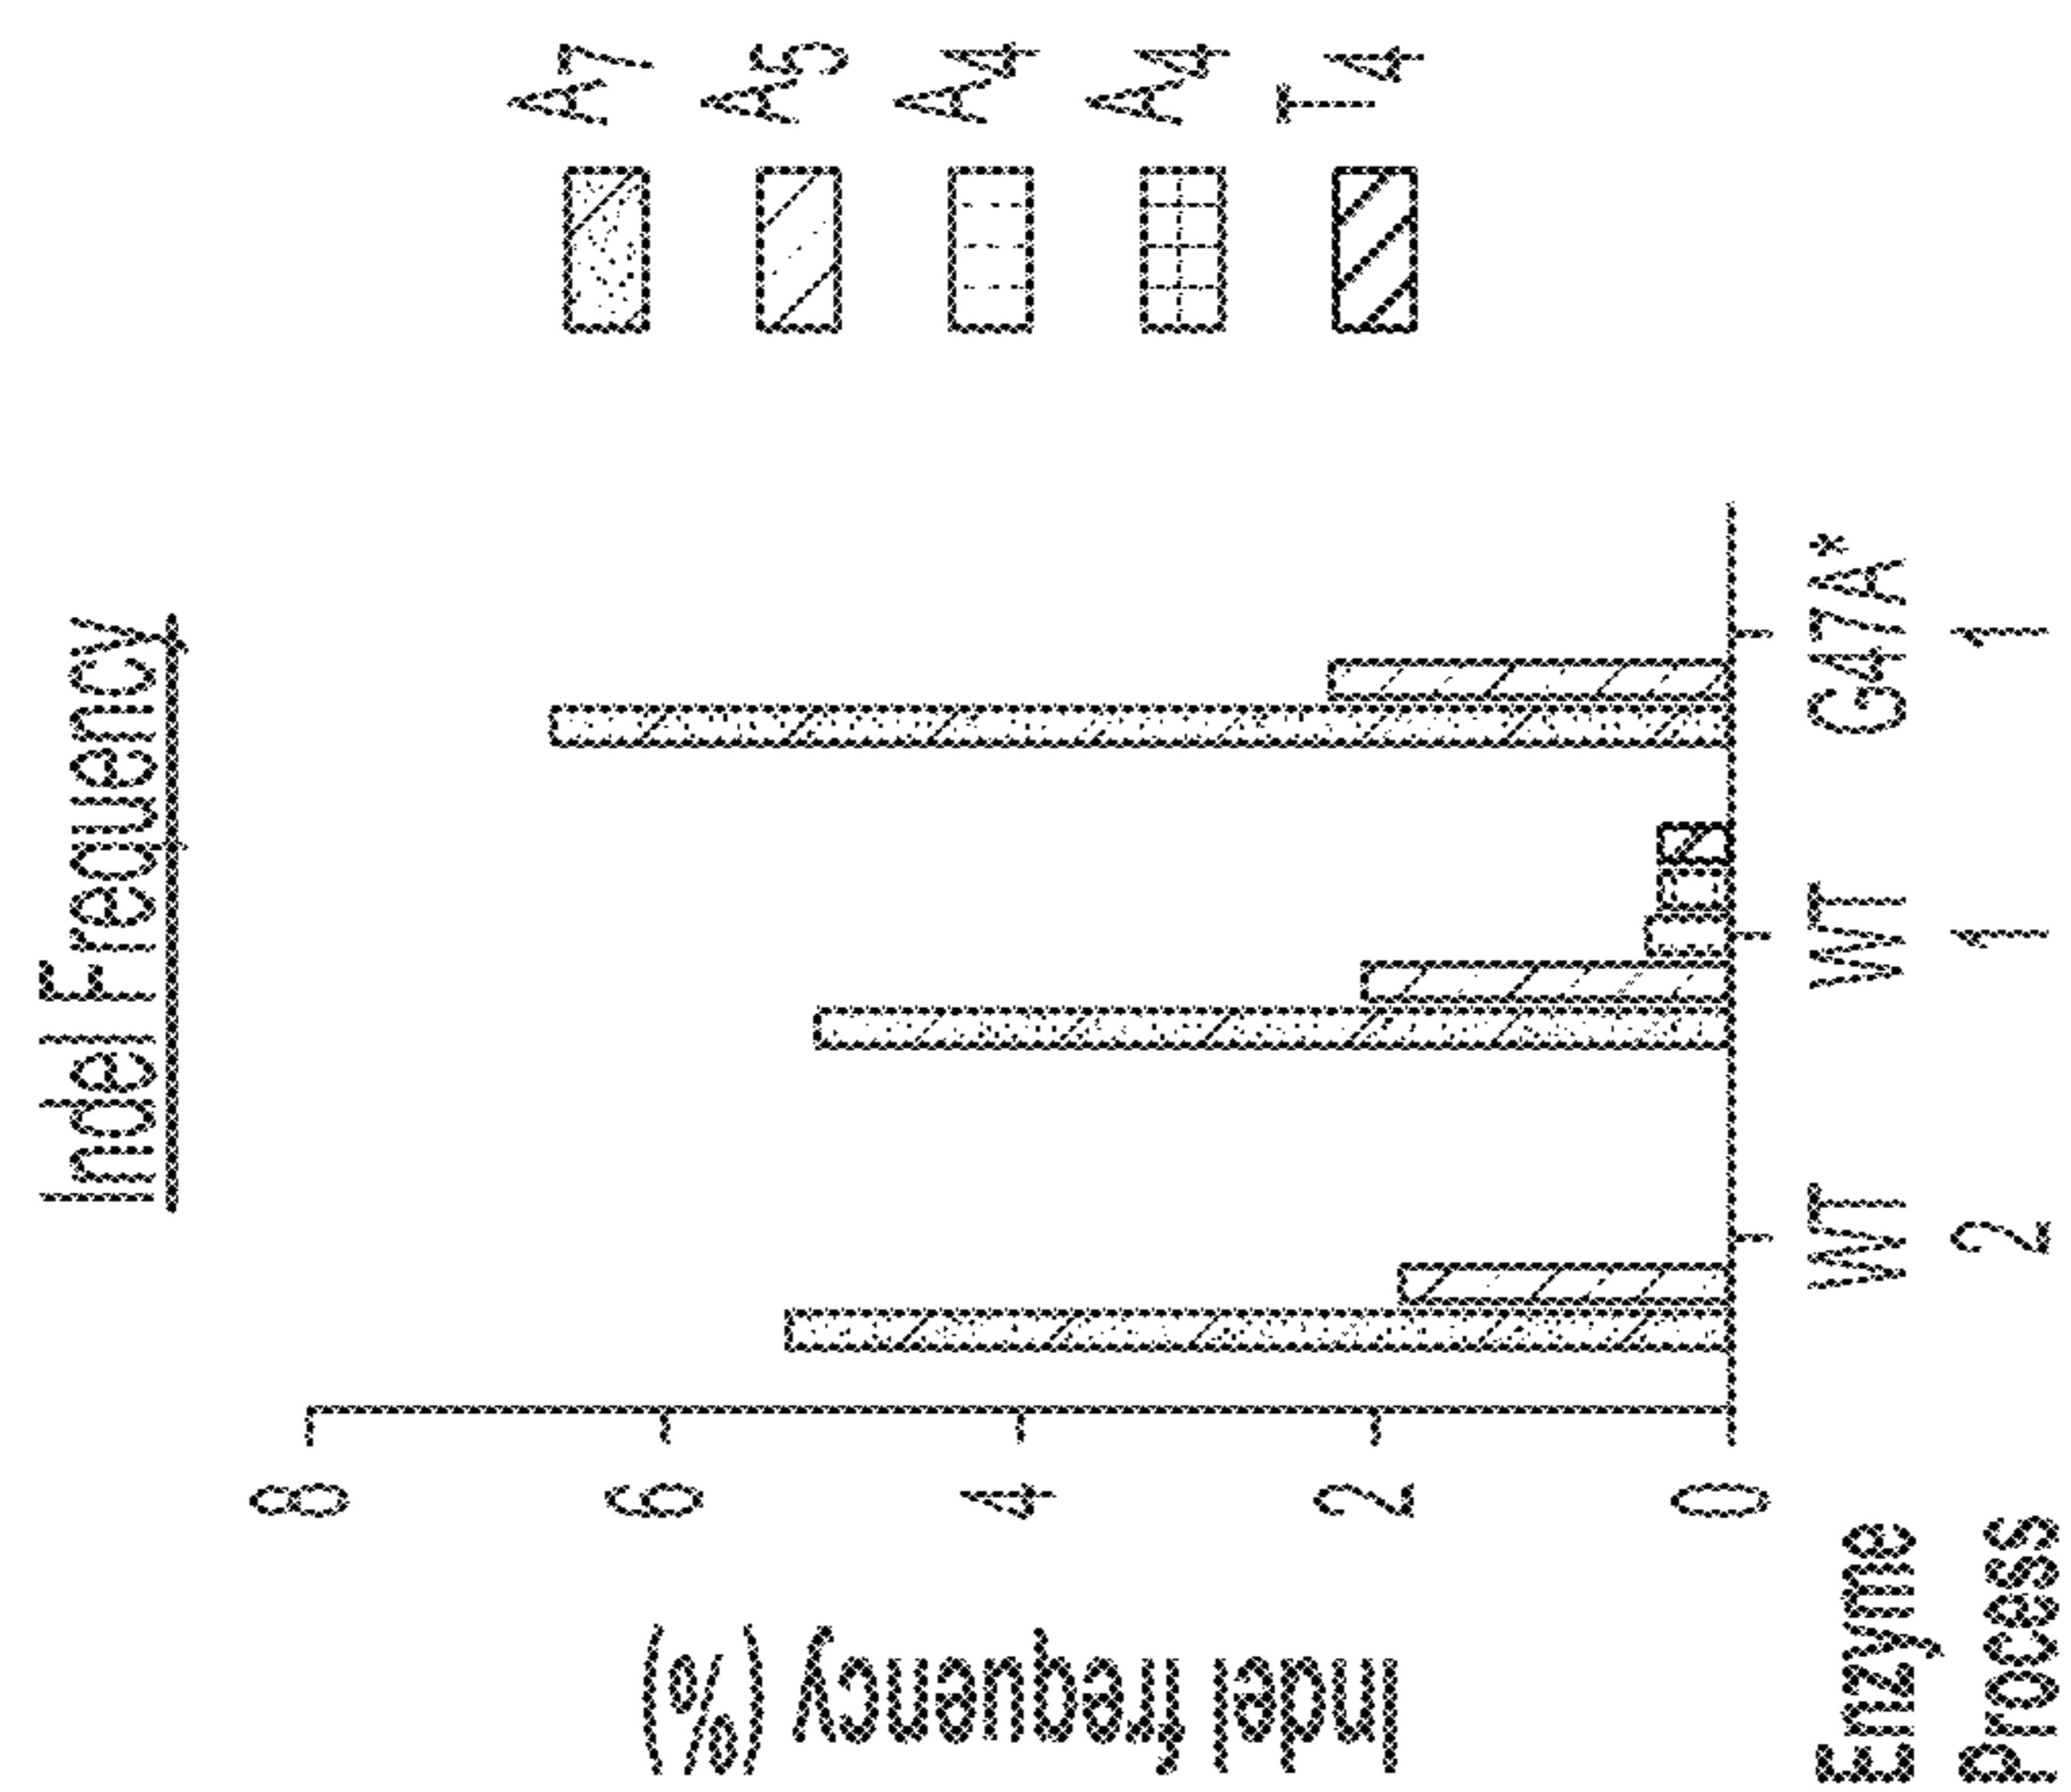 Indel Frequency
Indel frequency (%)
8
6
4
2
0
Enzyme WT WT G47A*
Process 2 1 1
A7
A5
A4
A4
T4